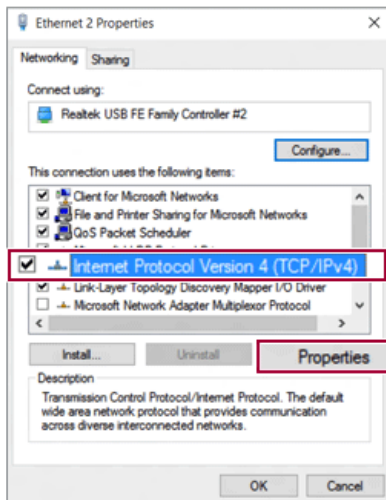 Ethernet 2 Properties
Networking Sharing
Connect using:
Realtek USB FE Family Controller #2
Configure...
This connection uses the following items:
Client for Microsoft Networks
File and Printer Sharing for Microsoft Networks
QoS Packet Scheduler
Internet Protocol Version 4 (TCP/IPv4)
Link-Layer Topology Discovery Mapper I/O Driver
Microsoft Network Adapter Multiplexor Protocol
Install... Uninstall Properties
Description
Transmission Control Protocol/Internet Protocol. The default
wide area network protocol that provides communication
across diverse interconnected networks.
OK Cancel